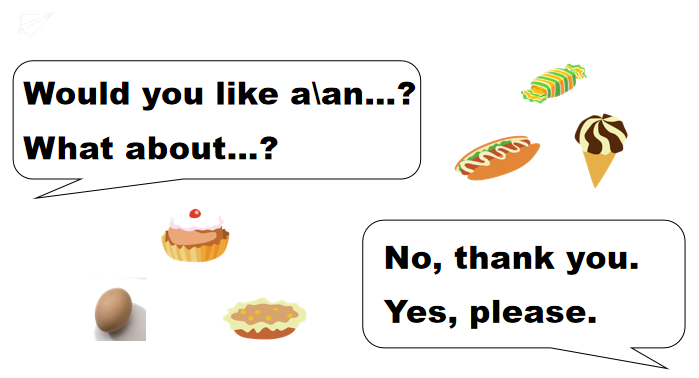 Would you like a\an...?
What about...?
No, thank you.
Yes, please.